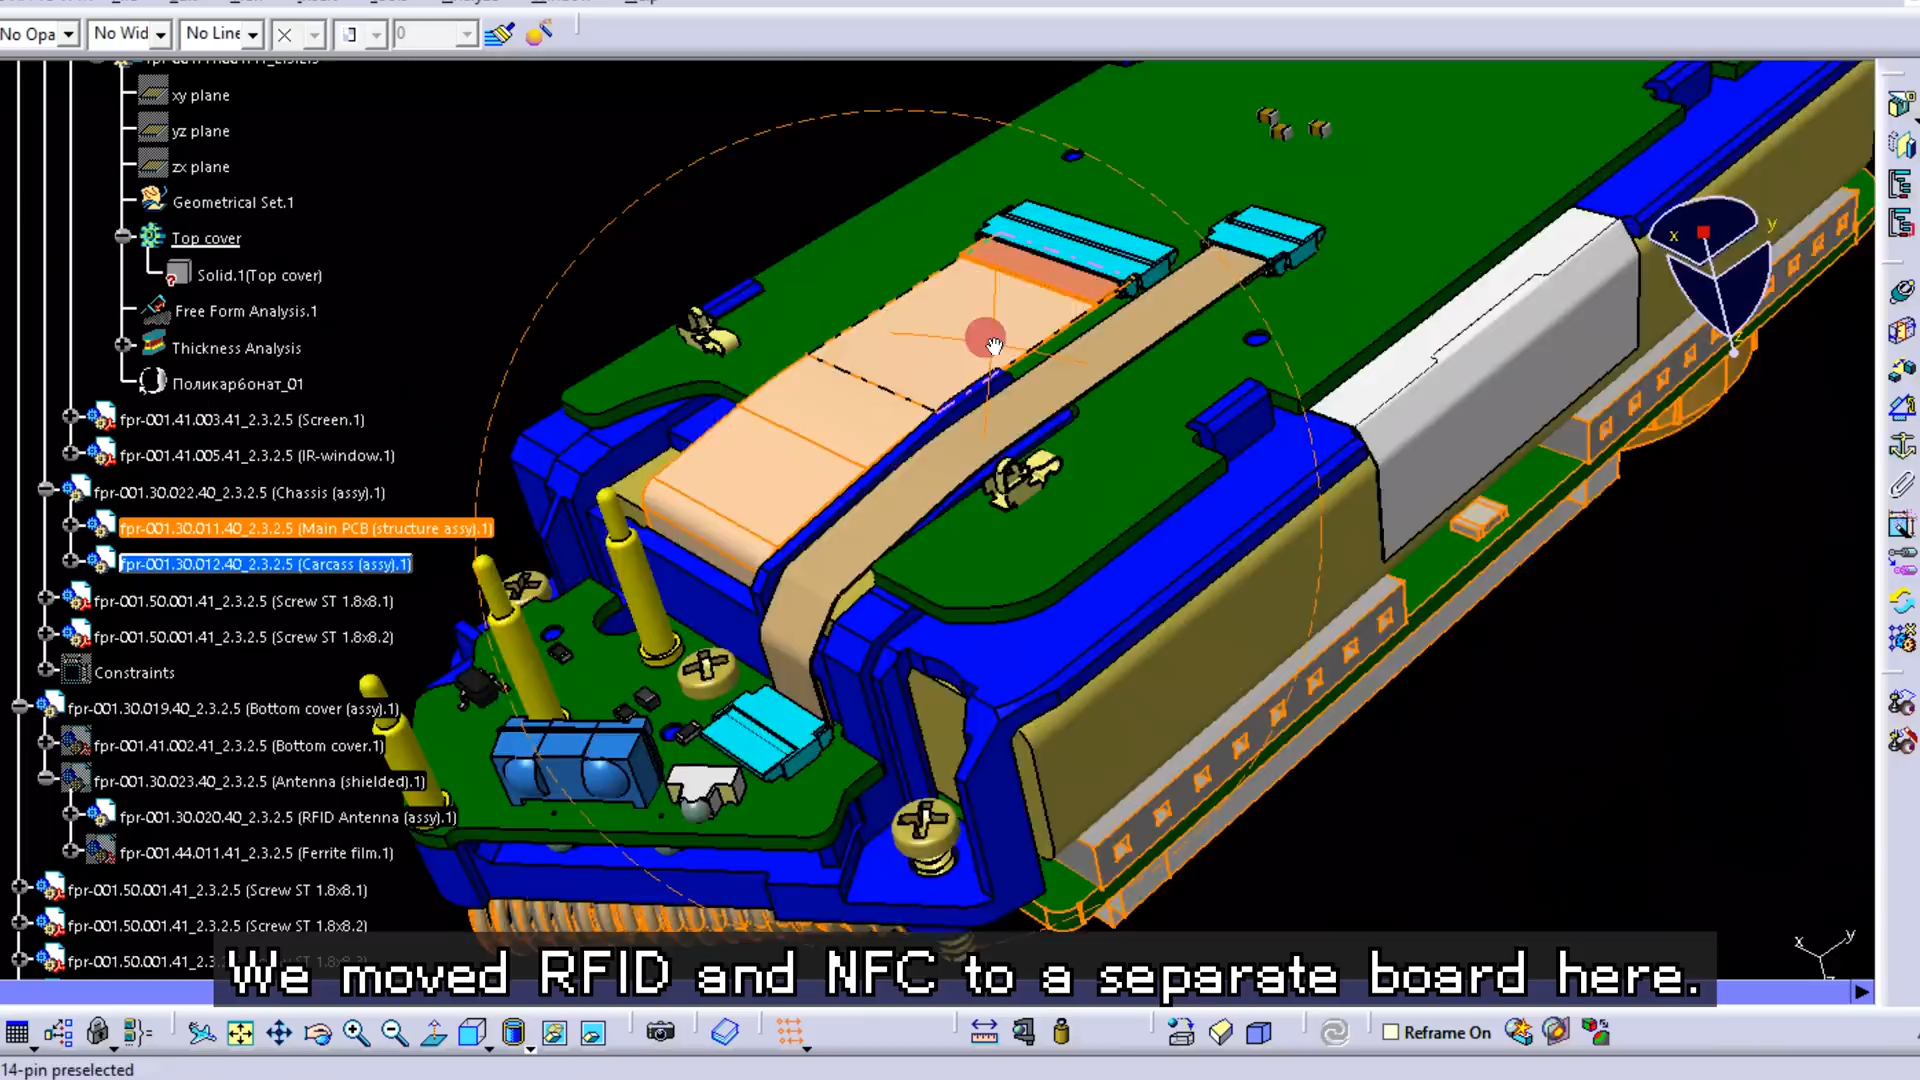 No Opa
No Wid
No Line
0
xy plane
yz plane
zx plane
Geometrical Set.1
Top cover
Solid.1(Top cover)
Free Form Analysis.1
Thickness Analysis
Поликарбонат_01
fpr-001.41.003.41_2.3.2.5 (Screen.1)
fpr-001.41.005.41_2.3.2.5 (IR-window.1)
fpr-001.30.022.40_2.3.2.5 (Chassis (assy).1)
fpr-001.30.011.40_2.3.2.5 (Main PCB (structure assy).1)
fpr-001.30.012.40_2.3.2.5 (Carcass (assy).1)
fpr-001.50.001.41_2.3.2.5 (Screw ST 1.8x8.1)
fpr-001.50.001.41_2.3.2.5 (Screw ST 1.8x8.2)
Constraints
fpr-001.30.019.40_2.3.2.5 (Bottom cover (assy).1)
fpr-001.41.002.41_2.3.2.5 (Bottom cover.1)
fpr-001.30.023.40_2.3.2.5 (Antenna (shielded).1)
fpr-001.30.020.40_2.3.2.5 (RFID Antenna (assy).1)
fpr-001.44.011.41_2.3.2.5 (Ferrite film.1)
fpr-001.50.001.41_2.3.2.5 (Screw ST 1.8x8.1)
fpr-001.50.001.41_2.3.2.5 (Screw ST 1.8x8.2)
fpr-001.50.001.41_2.3.
x
y
z
x
y
We moved RFID and NFC to a separate board here.
Reframe On
14-pin preselected